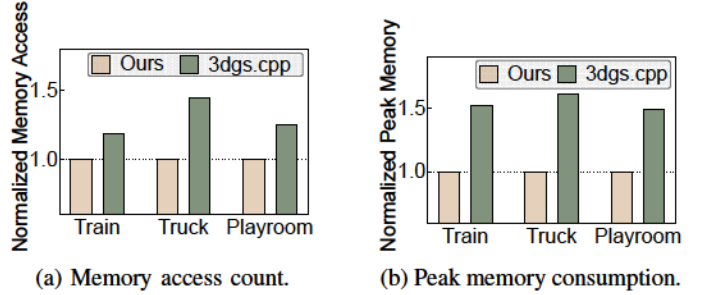 Normalized Memory Access
Ours 3dgs.cpp
1.5
1.0
Train Truck Playroom
(a) Memory access count.
Normalized Peak Memory
Ours 3dgs.cpp
1.5
1.0
Train Truck Playroom
(b) Peak memory consumption.